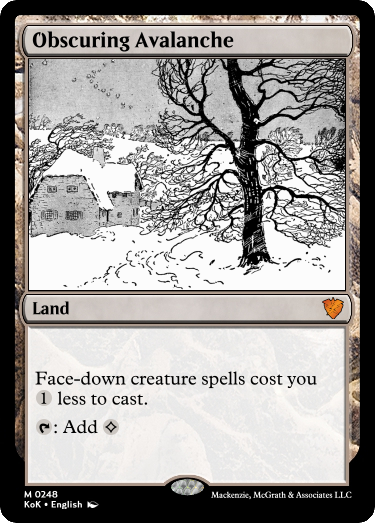 Obscuring Avalanche
Land
Face-down creature spells cost you
1 less to cast.
: Add
M 0248
KoK • English
Mackenzie, McGrath & Associates LLC